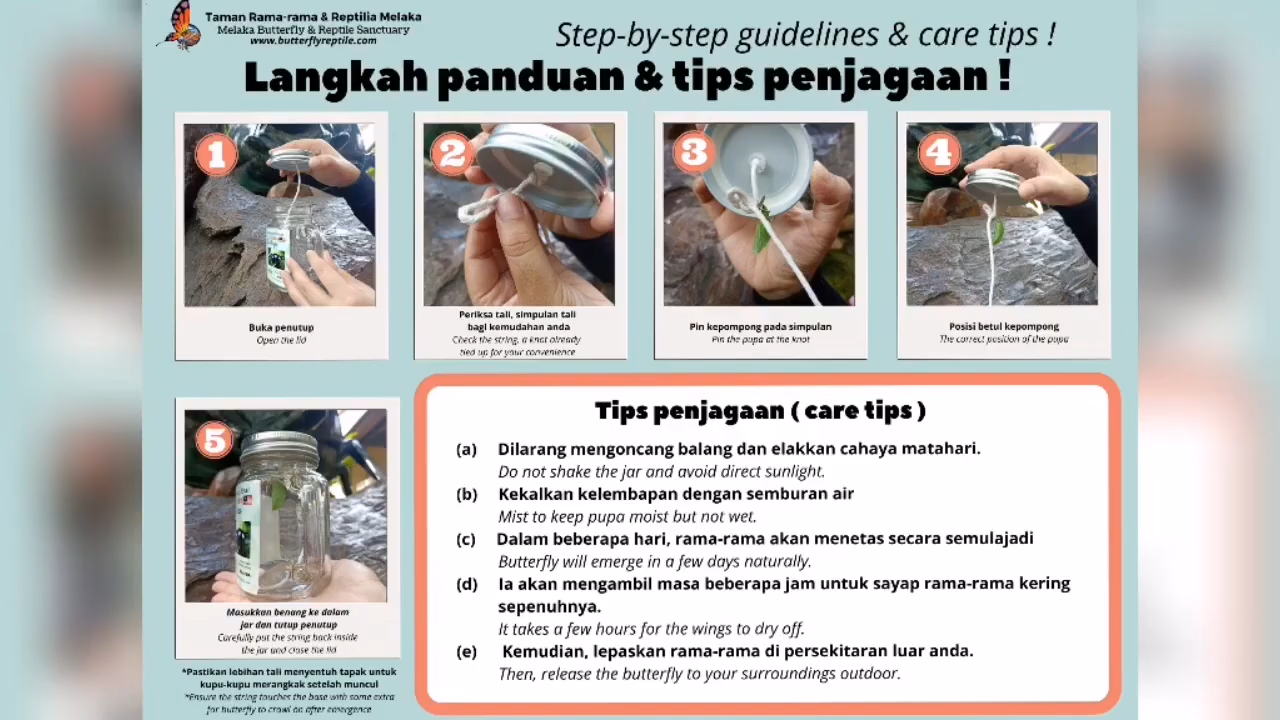 Taman Rama-rama & Reptilia Melaka
Melaka Butterfly & Reptile Sanctuary
www.butterflyreptile.com
Step-by-step guidelines & care tips !
Langkah panduan & tips penjagaan !
1
Buka penutup
Open the lid
2
Periksa tali, simpulan tali
bagi kemudahan anda
Check the string, a knot already
tied up for your convenience
3
Pin kepompong pada simpulan
Pin the pupa at the knot
4
Posisi betul kepompong
The correct position of the pupa
5
Masukkan benang ke dalam
jar dan tutup penutup
Carefully put the string back inside
the jar and close the lid
*Pastikan lebihan tali menyentuh tapak untuk
kupu-kupu merangkak setelah muncul
*Ensure the string touches the base with some extra
for butterfly to crawl on after emergence
Tips penjagaan ( care tips )
(a) Dilarang mengoncang balang dan elakkan cahaya matahari.
Do not shake the jar and avoid direct sunlight.
(b) Kekalkan kelembapan dengan semburan air
Mist to keep pupa moist but not wet.
(c) Dalam beberapa hari, rama-rama akan menetas secara semulajadi
Butterfly will emerge in a few days naturally.
(d) Ia akan mengambil masa beberapa jam untuk sayap rama-rama kering
sepenuhnya.
It takes a few hours for the wings to dry off.
(e) Kemudian, lepaskan rama-rama di persekitaran luar anda.
Then, release the butterfly to your surroundings outdoor.